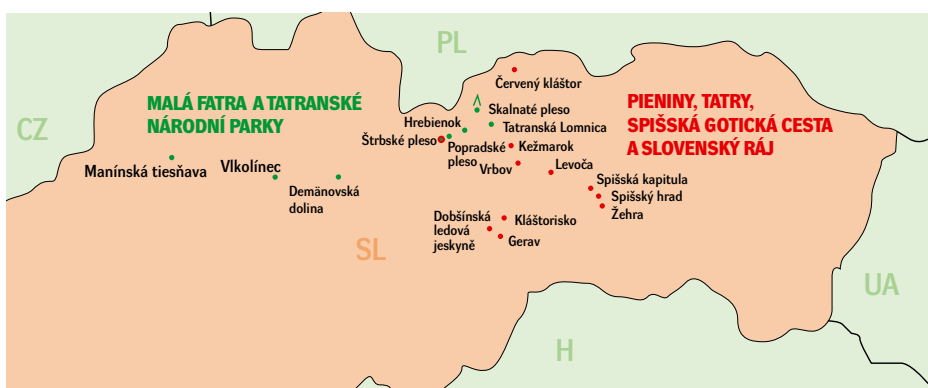 PL
CZ
MALÁ FATRA A TATRANSKÉ
NÁRODNÍ PARKY
PIENINY, TATRY,
SPIŠSKÁ GOTICKÁ CESTA
A SLOVENSKÝ RÁJ
Červený kláštor
Skalnaté pleso
Hrebienok
Tatranská Lomnica
Štrbské pleso
Popradské
pleso
Kežmarok
Vrbov
Levoča
Manínská tiesňava
Vlkolínec
Demänovská
dolina
Spišská kapitula
Spišský hrad
Žehra
Dobšínská
ledová
jeskyně
Kláštorisko
Gerav
SL
UA
H